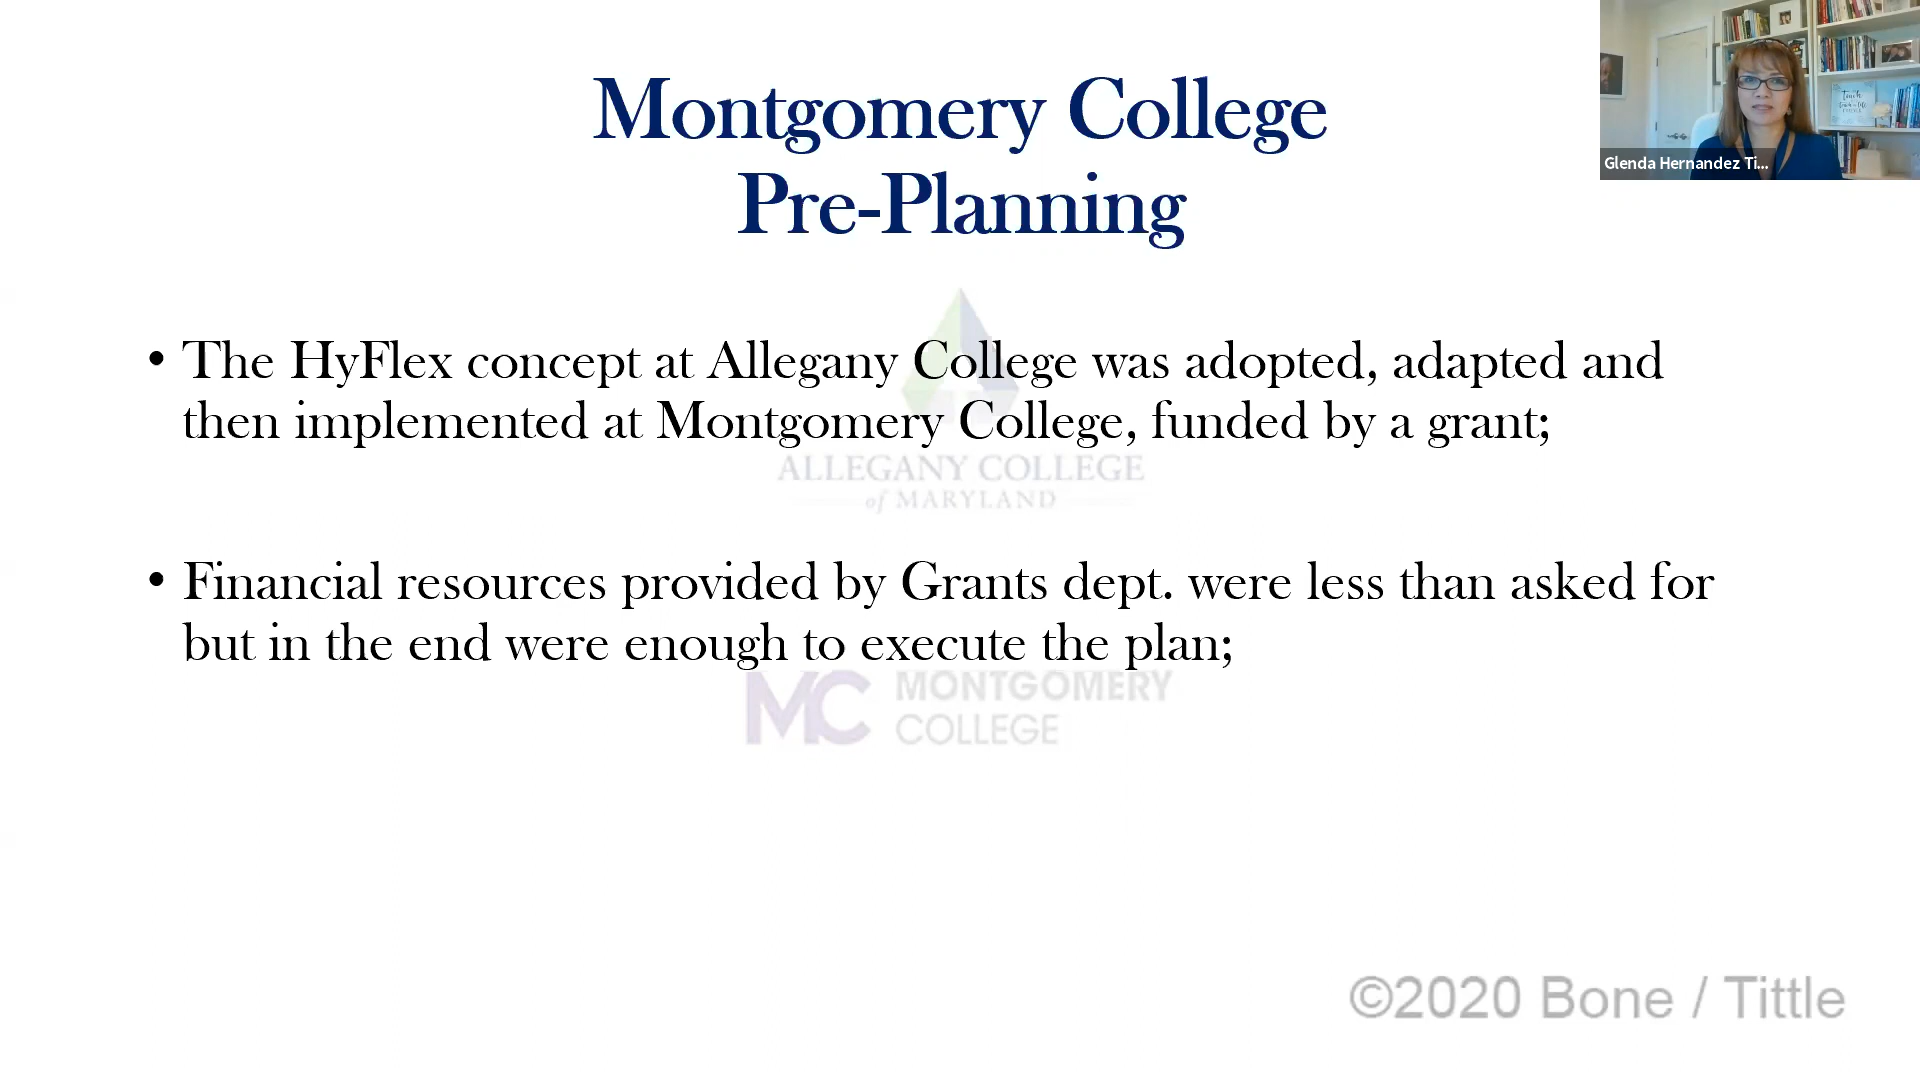 Montgomery College
Pre-Planning
Glenda Hernandez Ti...
• The HyFlex concept at Allegany College was adopted, adapted and
then implemented at Montgomery College, funded by a grant;
ALLEGANY COLLEGE
of MARYLAND
• Financial resources provided by Grants dept. were less than asked for
but in the end were enough to execute the plan;
MC MONTGOMERY
COLLEGE
©2020 Bone / Tittle